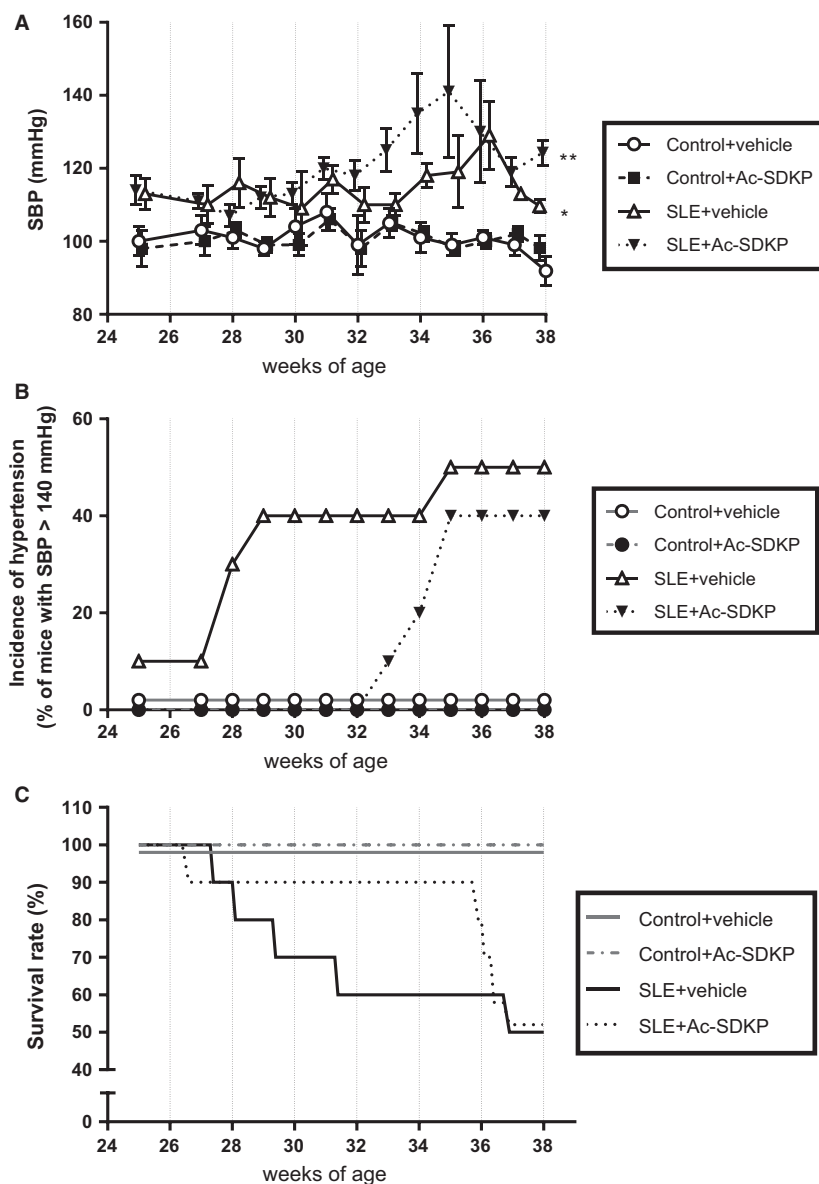 A
160
140
120
100
80
SBP (mmHg)
24 26 28 30 32 34 36 38
weeks of age
**
*
Control+vehicle
Control+Ac-SDKP
SLE+vehicle
SLE+Ac-SDKP
B
60
40
20
0
Incidence of hypertension
(% of mice with SBP > 140 mmHg)
24 26 28 30 32 34 36 38
weeks of age
Control+vehicle
Control+Ac-SDKP
SLE+vehicle
SLE+Ac-SDKP
C
110
100
90
80
70
60
50
40
0
Survival rate (%)
24 26 28 30 32 34 36 38
weeks of age
Control+vehicle
Control+Ac-SDKP
SLE+vehicle
SLE+Ac-SDKP